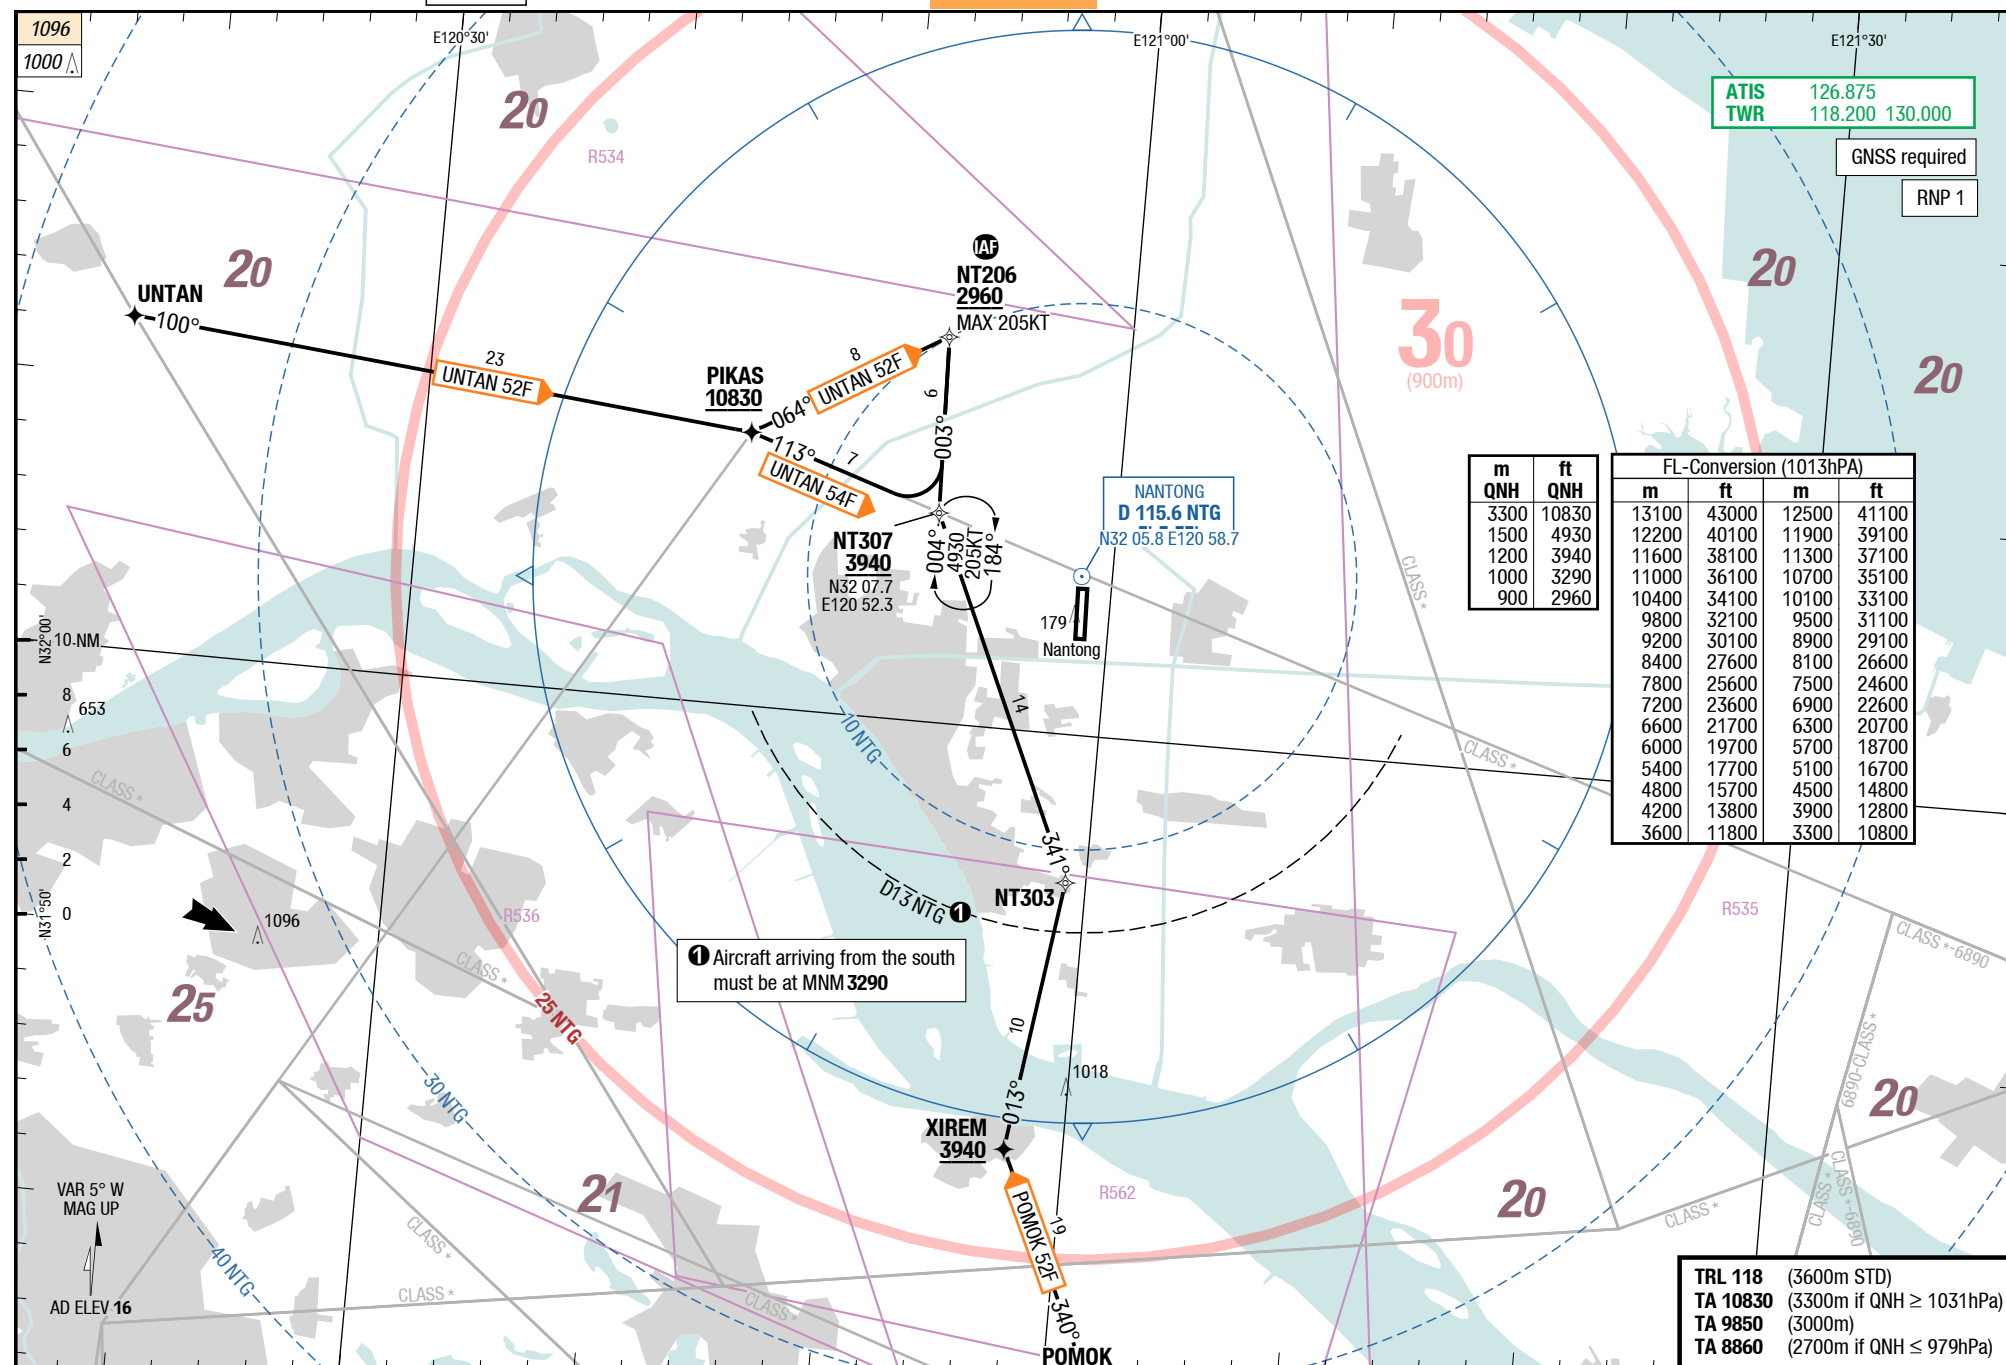 1096
1000
E120°30'
E121°00'
E121°30'
ATIS 126.875
TWR 118.200 130.000
GNSS required
RNP 1
20
R534
20
IAF
NT206
2960
MAX 205KT
20
30
(900m)
20
UNTAN
100°
23
UNTAN 52F
PIKAS
10830
064°
8
UNTAN 52F
113°
7
UNTAN 54F
6
003°
NT307
3940
N32 07.7
E120 52.3
004°
4930
205KT
184°
NANTONG
D 115.6 NTG
N32 05.8 E120 58.7
179
Nantong
CLASS *
m ft
QNH QNH
3300 10830
1500 4930
1200 3940
1000 3290
900 2960
FL-Conversion (1013hPA)
m ft m ft
13100 43000 12500 41100
12200 40100 11900 39100
11600 38100 11300 37100
11000 36100 10700 35100
10400 34100 10100 33100
9800 32100 9500 31100
9200 30100 8900 29100
8400 27600 8100 26600
7800 25600 7500 24600
7200 23600 6900 22600
6600 21700 6300 20700
6000 19700 5700 18700
5400 17700 5100 16700
4800 15700 4500 14800
4200 13800 3900 12800
3600 11800 3300 10800
N32°00'
10 NM
8
6
4
2
0
N31°50'
653
CLASS *
1096
R536
CLASS *
25
25 NTG
30 NTG
40 NTG
10 NTG
14
341°
NT303
D13 NTG 1
1 Aircraft arriving from the south
must be at MNM 3290
CLASS *
R535
CLASS *-6890
6890-CLASS *
20
10
013°
1018
XIREM
3940
R562
POMOK 52F
19
340°
POMOK
21
20
CLASS *
CLASS *
CLASS *
CLASS *
CLASS *
CLASS *-6890
VAR 5° W
MAG UP
AD ELEV 16
TRL 118 (3600m STD)
TA 10830 (3300m if QNH ≥ 1031hPa)
TA 9850 (3000m)
TA 8860 (2700m if QNH ≤ 979hPa)